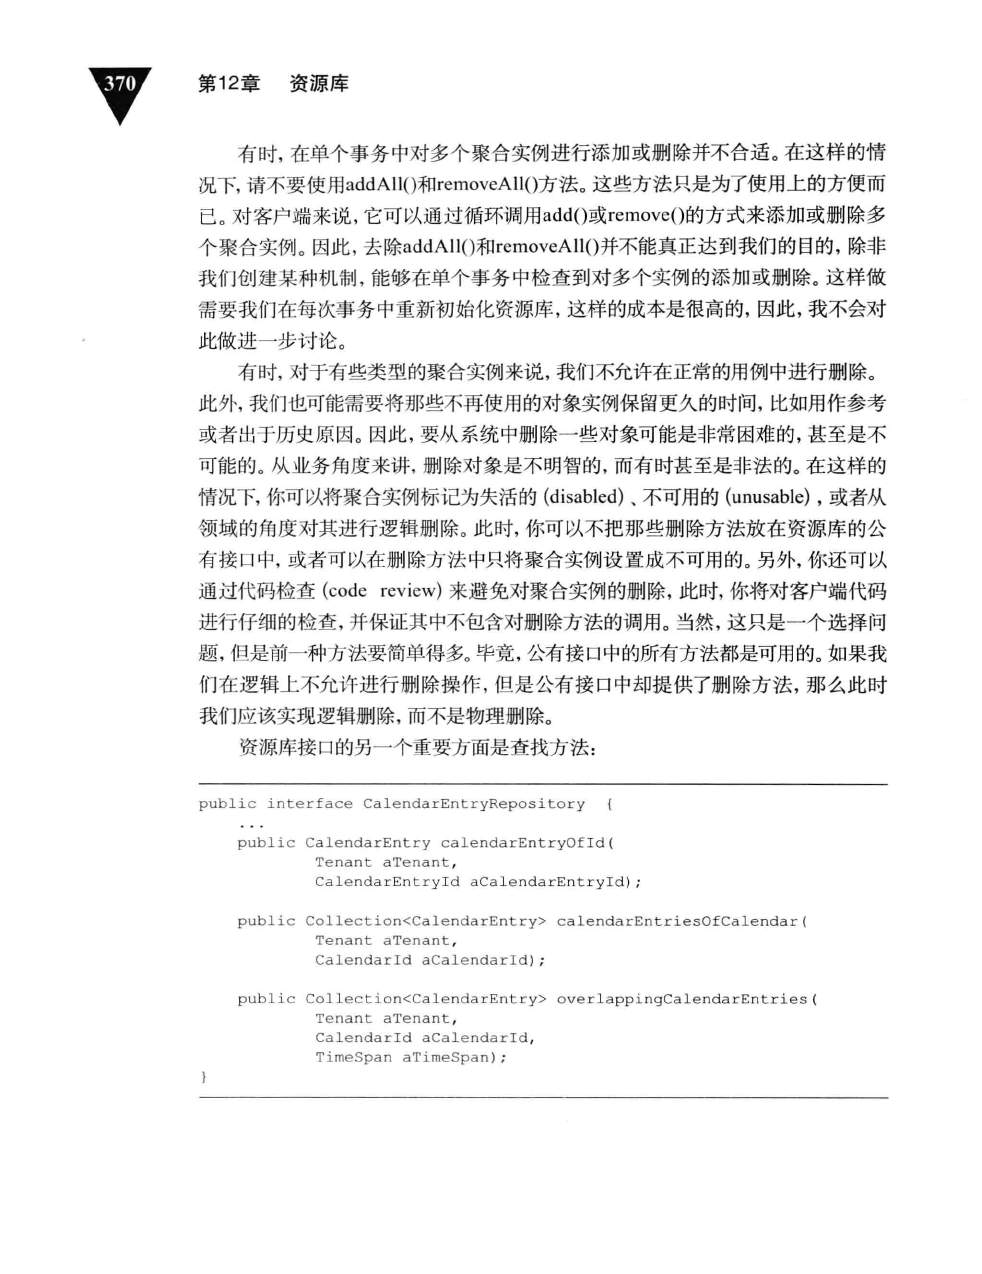 370 第12章 资源库
有时, 在单个事务中对多个聚合实例进行添加或删除并不合适。在这样的情
况下, 请不要使用addAll()和removeAll()方法。这些方法只是为了使用上的方便而
已。对客户端来说, 它可以通过循环调用add()或remove()的方式来添加或删除多
个聚合实例。因此, 去除addAll()和removeAll()并不能真正达到我们的目的, 除非
我们创建某种机制, 能够在单个事务中检查到对多个实例的添加或删除。这样做
需要我们在每次事务中重新初始化资源库, 这样的成本是很高的, 因此, 我不会对
此做进一步讨论。
有时, 对于有些类型的聚合实例来说, 我们不允许在正常的用例中进行删除。
此外, 我们也可能需要将那些不再使用的对象实例保留更久的时间, 比如用作参考
或者出于历史原因。因此, 要从系统中删除一些对象可能是非常困难的, 甚至是不
可能的。从业务角度来讲, 删除对象是不明智的, 而有时甚至是非法的。在这样的
情况下, 你可以将聚合实例标记为失活的 (disabled) 、不可用的 (unusable) , 或者从
领域的角度对其进行逻辑删除。此时, 你可以不把那些删除方法放在资源库的公
有接口中, 或者可以在删除方法中只将聚合实例设置成不可用的。另外, 你还可以
通过代码检查 (code review) 来避免对聚合实例的删除, 此时, 你将对客户端代码
进行仔细的检查, 并保证其中不包含对删除方法的调用。当然, 这只是一个选择问
题, 但是前一种方法要简单得多。毕竟, 公有接口中的所有方法都是可用的。如果我
们在逻辑上不允许进行删除操作, 但是公有接口中却提供了删除方法, 那么此时
我们应该实现逻辑删除, 而不是物理删除。
资源库接口的另一个重要方面是查找方法:
public interface CalendarEntryRepository {
...
public CalendarEntry calendarEntryOfId(
Tenant aTenant,
CalendarEntryId aCalendarEntryId);
public Collection<CalendarEntry> calendarEntriesOfCalendar(
Tenant aTenant,
CalendarId aCalendarId);
public Collection<CalendarEntry> overlappingCalendarEntries(
Tenant aTenant,
CalendarId aCalendarId,
TimeSpan aTimeSpan);
}